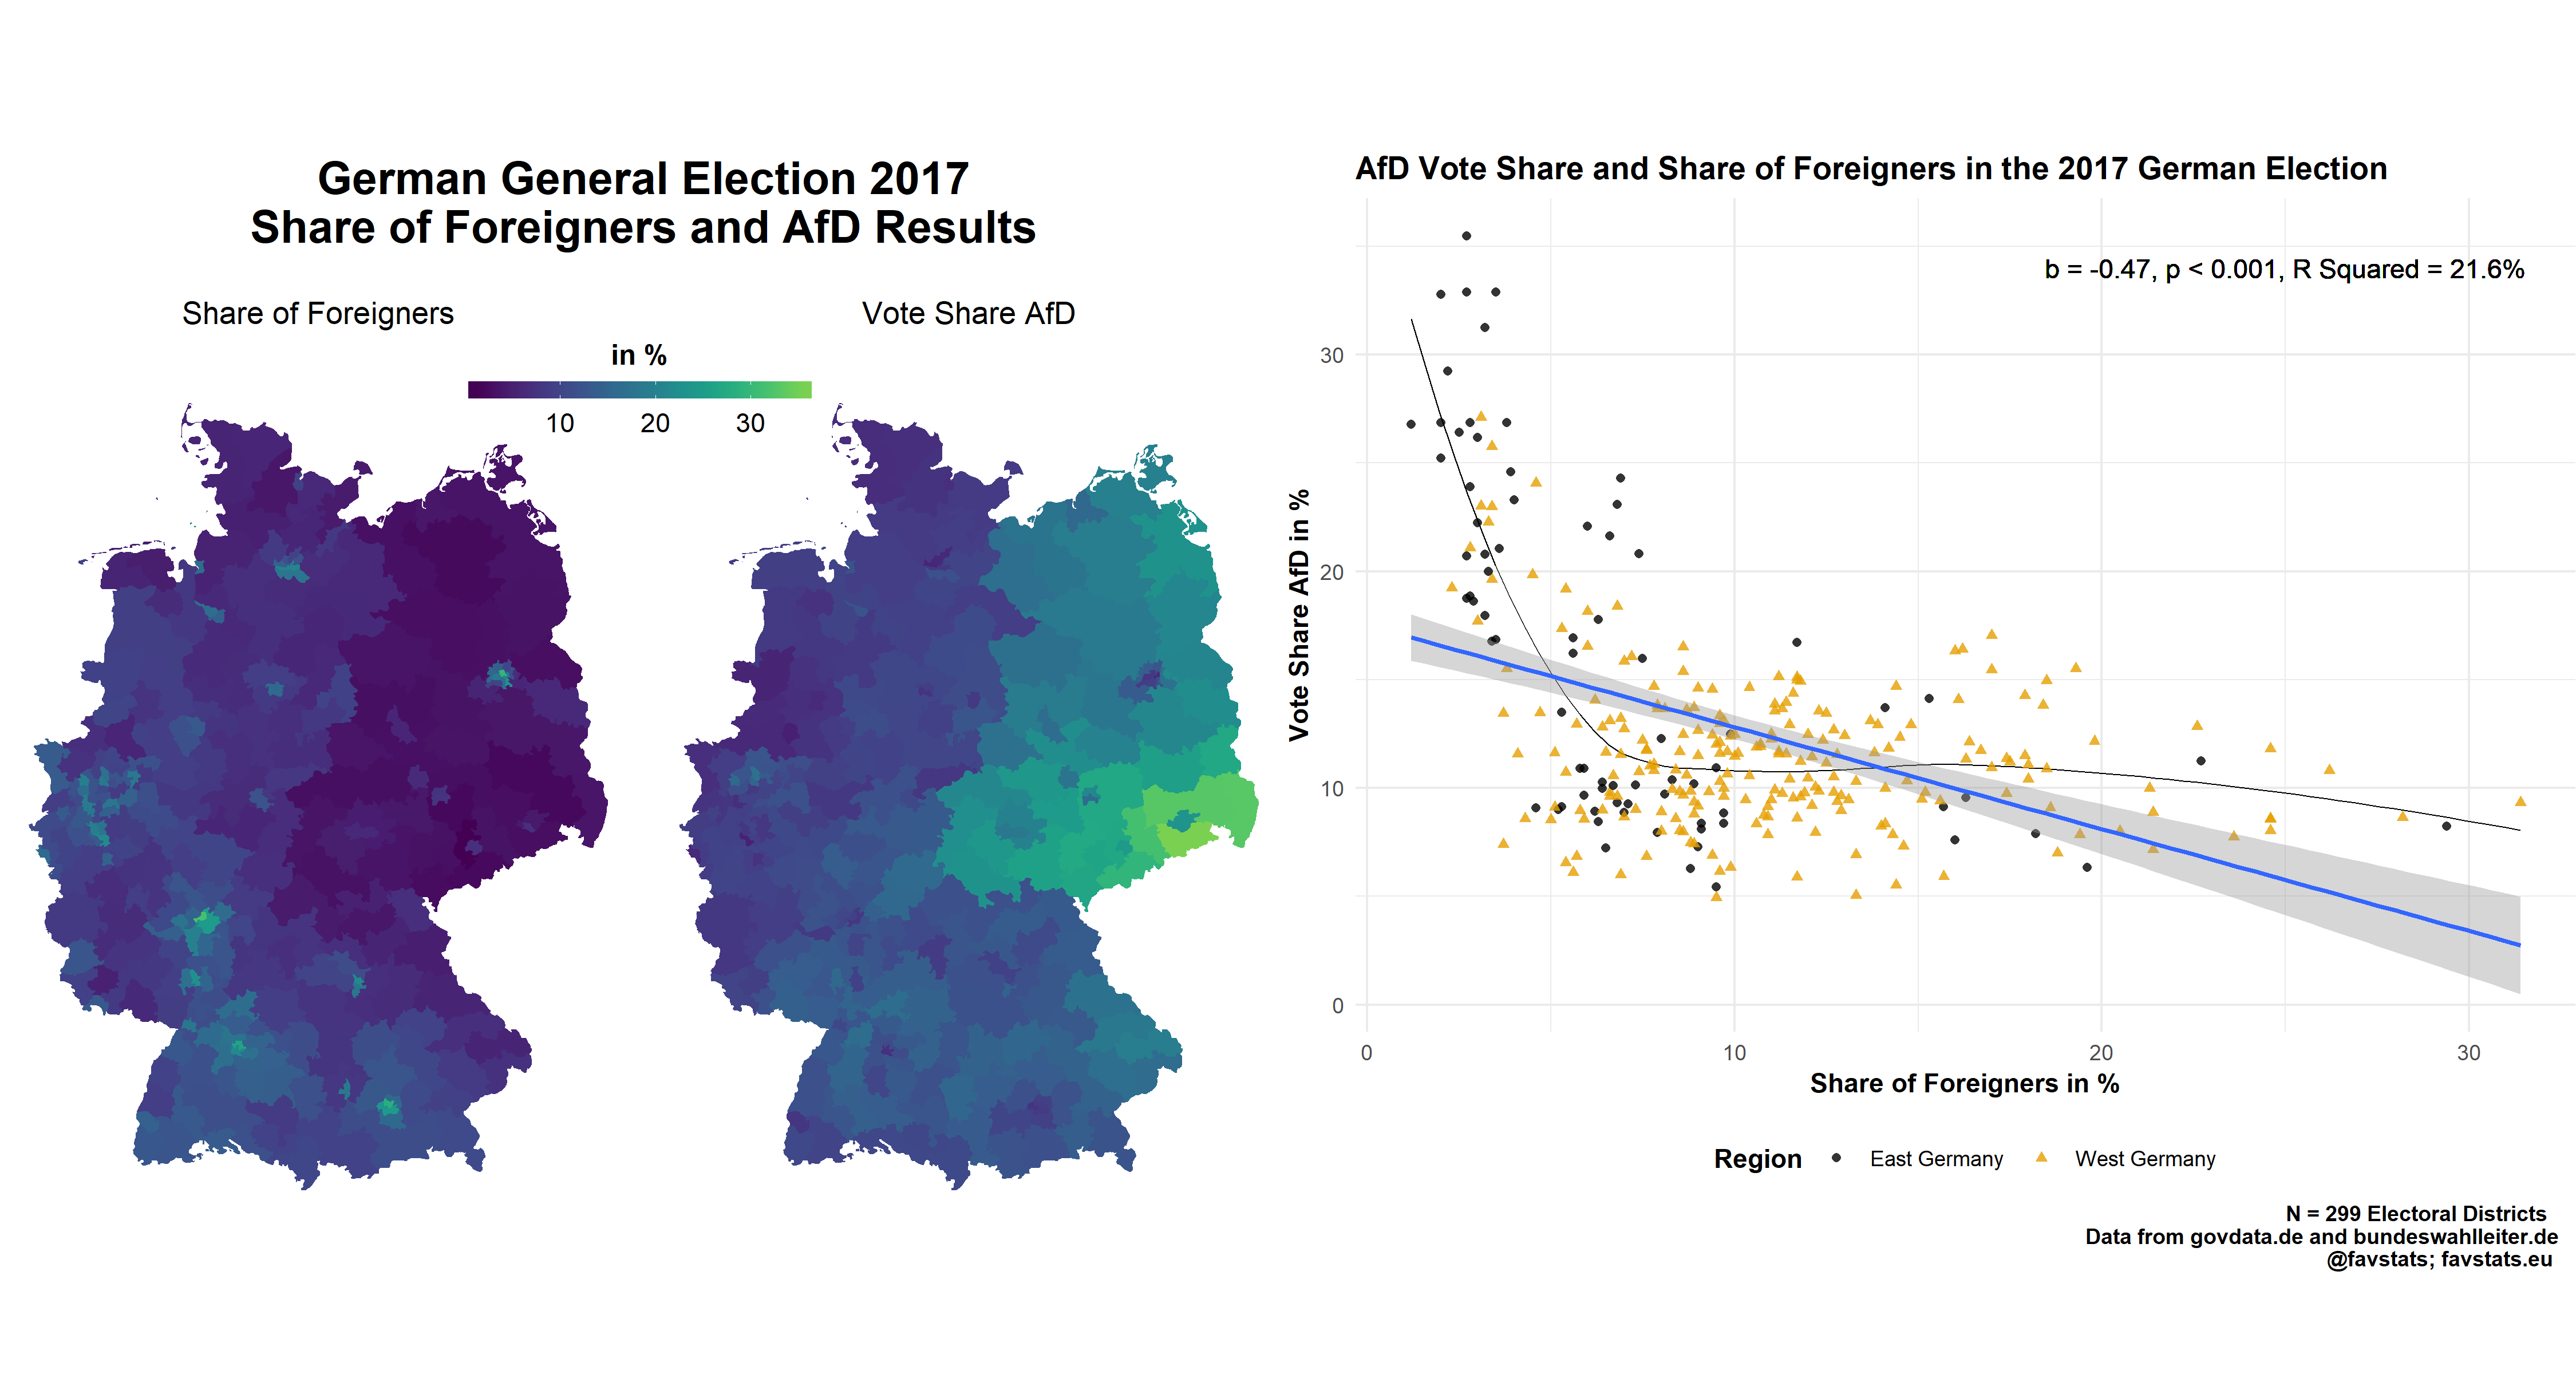 German General Election 2017
Share of Foreigners and AfD Results
Share of Foreigners
Vote Share AfD
in %
10 20 30
AfD Vote Share and Share of Foreigners in the 2017 German Election
b = -0.47, p < 0.001, R Squared = 21.6%
Vote Share AfD in %
30
20
10
0
0 10 20 30
Share of Foreigners in %
Region East Germany West Germany
N = 299 Electoral Districts
Data from govdata.de and bundeswahlleiter.de
@favstats; favstats.eu